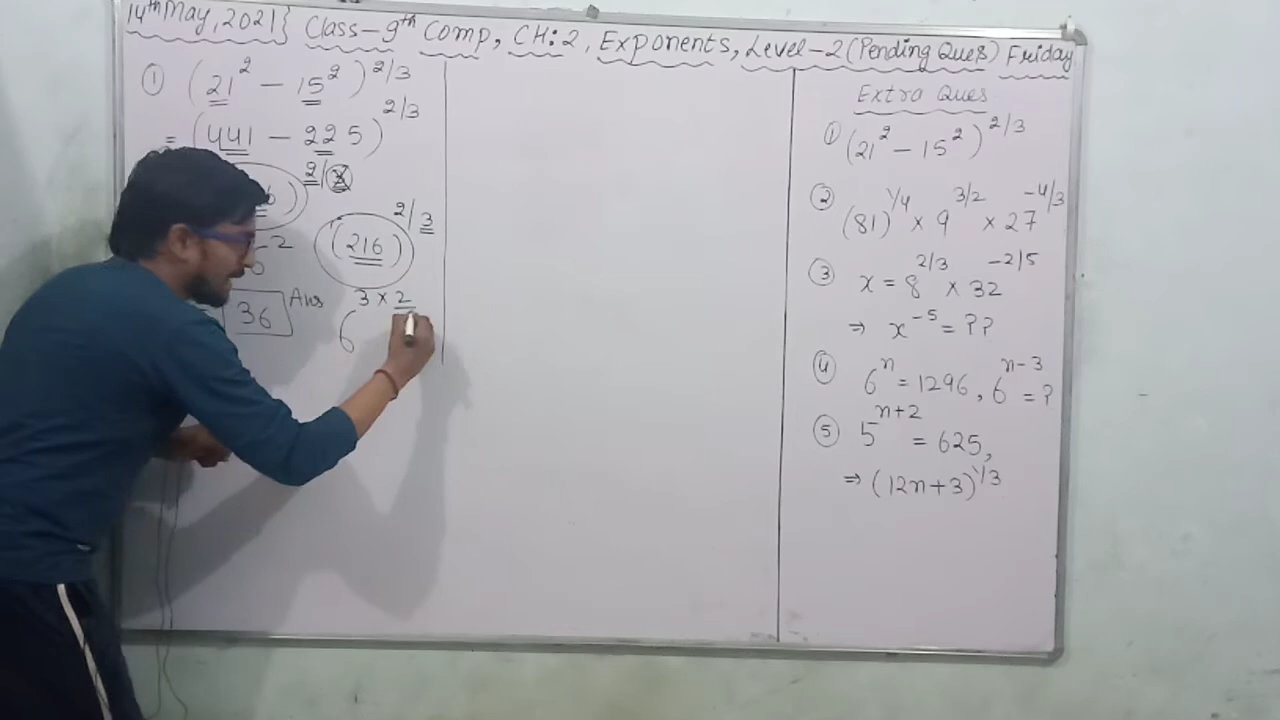 14th May, 2021} Class-9th Comp, CH:2, Exponents, Level-2 (Pending Ques) Friday
① (21² - 15²)^2/3
= (441 - 225)^2/3
6)^2/3
6²
36 Ans
(216)^2/3
6^3×2
Extra Ques
① (21² - 15²)^2/3
② (81)^1/4 × 9^3/2 × 27^-4/3
③ x = 8^2/3 × 32^-2/5
⇒ x^-5 = ??
④ 6^n = 1296, 6^n-3 = ?
⑤ 5^n+2 = 625,
⇒ (12n+3)^1/3